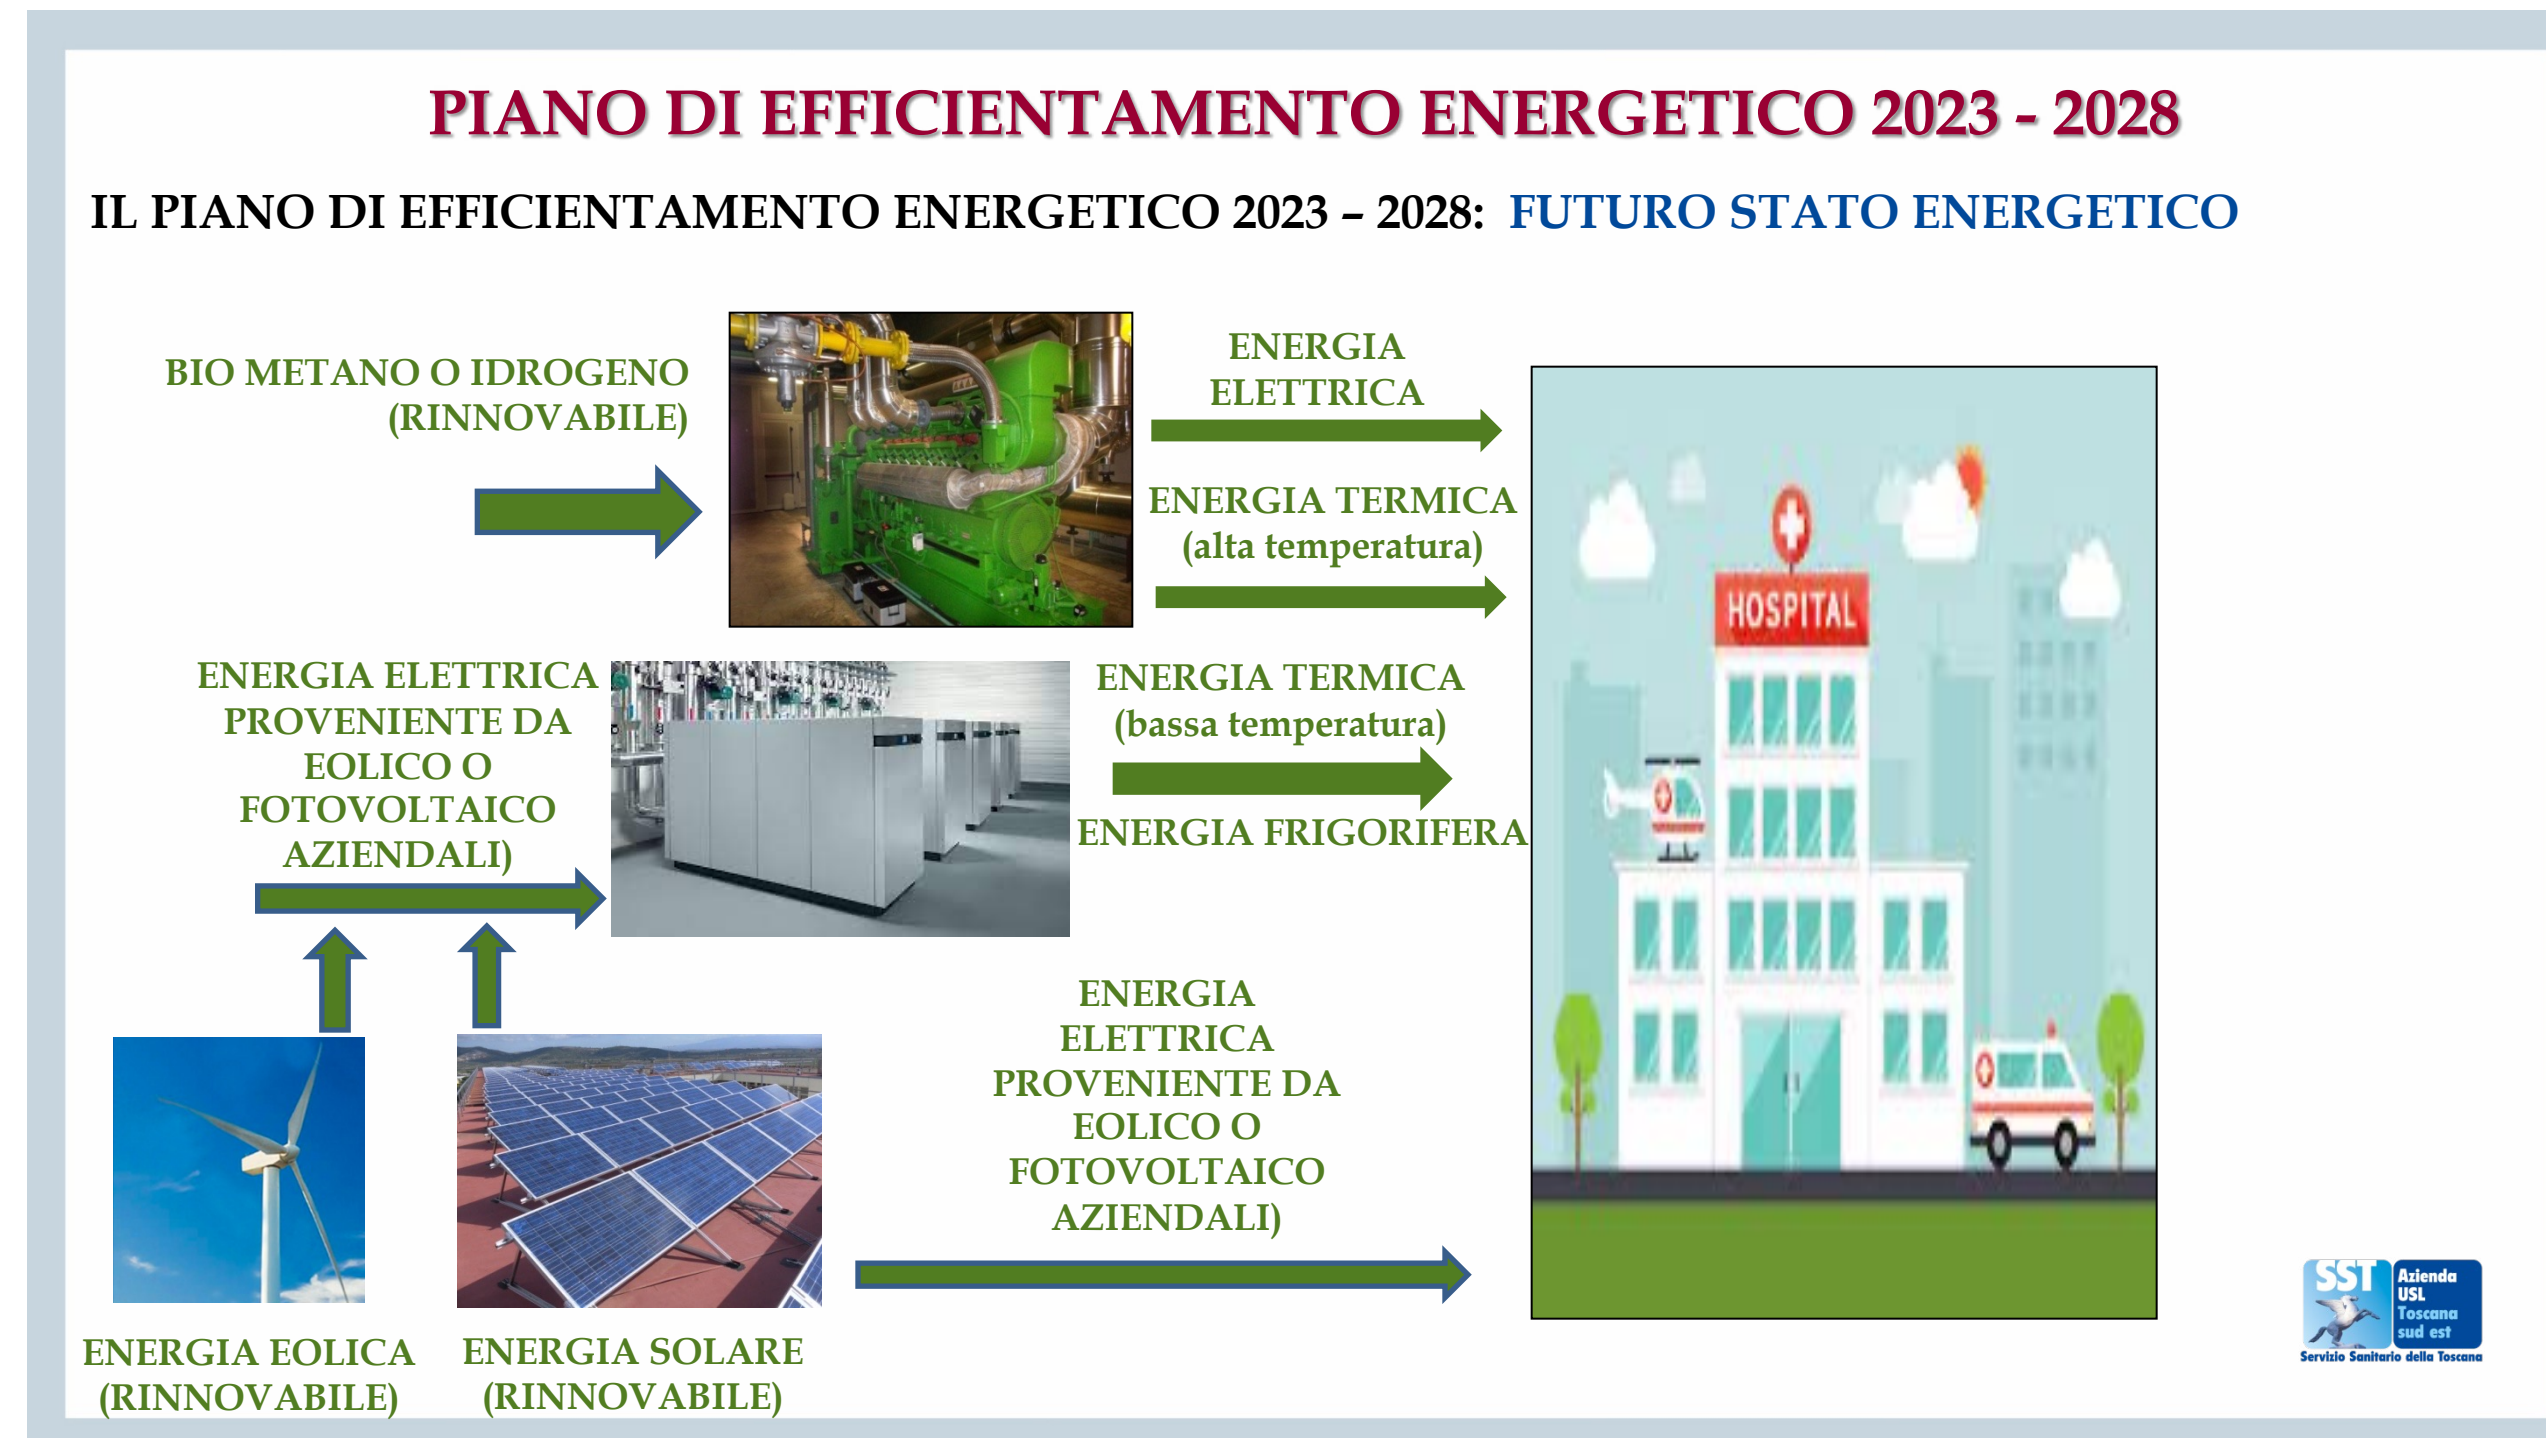 PIANO DI EFFICIENTAMENTO ENERGETICO 2023 - 2028
IL PIANO DI EFFICIENTAMENTO ENERGETICO 2023 – 2028: FUTURO STATO ENERGETICO
BIO METANO O IDROGENO
(RINNOVABILE)
ENERGIA
ELETTRICA
ENERGIA TERMICA
(alta temperatura)
HOSPITAL
ENERGIA ELETTRICA
PROVENIENTE DA
EOLICO O
FOTOVOLTAICO
AZIENDALI)
ENERGIA TERMICA
(bassa temperatura)
ENERGIA FRIGORIFERA
ENERGIA
ELETTRICA
PROVENIENTE DA
EOLICO O
FOTOVOLTAICO
AZIENDALI)
ENERGIA EOLICA
(RINNOVABILE)
ENERGIA SOLARE
(RINNOVABILE)
SST
Azienda
USL
Toscana
sud est
Servizio Sanitario della Toscana